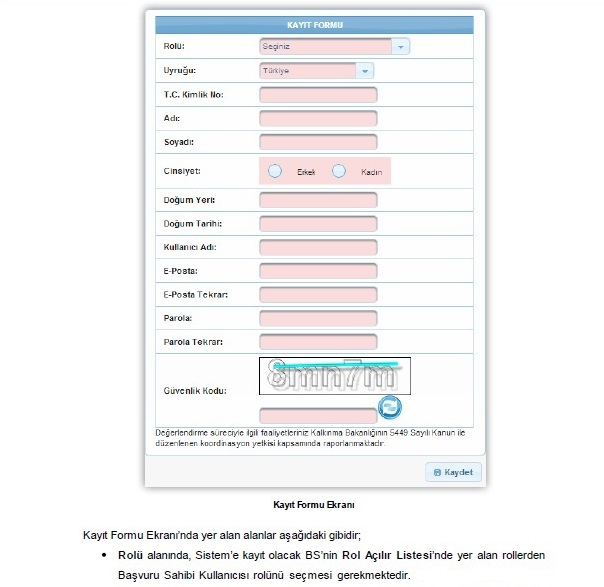 KAYIT FORMU
Rolü: Seçiniz
Uyruğu: Türkiye
T.C. Kimlik No:
Adı:
Soyadı:
Cinsiyet: Erkek Kadın
Doğum Yeri:
Doğum Tarihi:
Kullanıcı Adı:
E-Posta:
E-Posta Tekrar:
Parola:
Parola Tekrar:
8mn7m
Güvenlik Kodu:
Değerlendirme süreciyle ilgili faaliyetleriniz Kalkınma Bakanlığının 5449 Sayılı Kanun ile
düzenlenen koordinasyon yetkisi kapsamında raporlanmaktadır.
Kaydet
Kayıt Formu Ekranı
Kayıt Formu Ekranı'nda yer alan alanlar aşağıdaki gibidir;
• Rolü alanında, Sistem'e kayıt olacak BS'nin Rol Açılır Listesi'nde yer alan rollerden
Başvuru Sahibi Kullanıcısı rolünü seçmesi gerekmektedir.